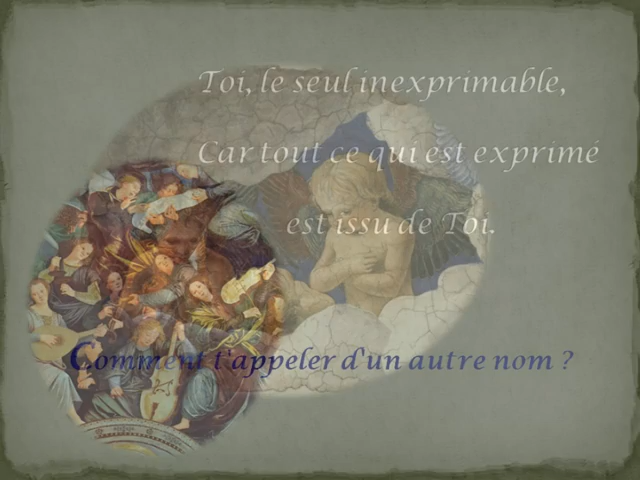 Toi, le seul inexprimable,
Car tout ce qui est exprimé
est issu de Toi.
Comment t'appeler d'un autre nom ?